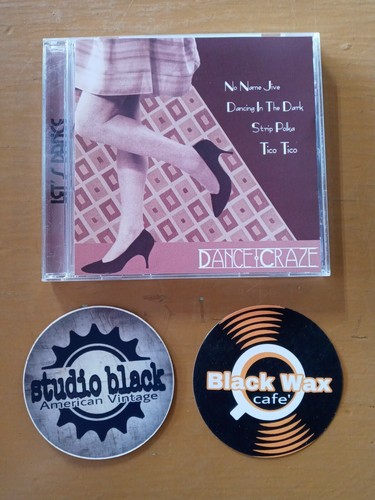 LET'S DANCE
No Name Jive
Dancing In The Dark
Strip Polka
Tico Tico
DANCE CRAZE
studio black
American Vintage
Black Wax
cafe'